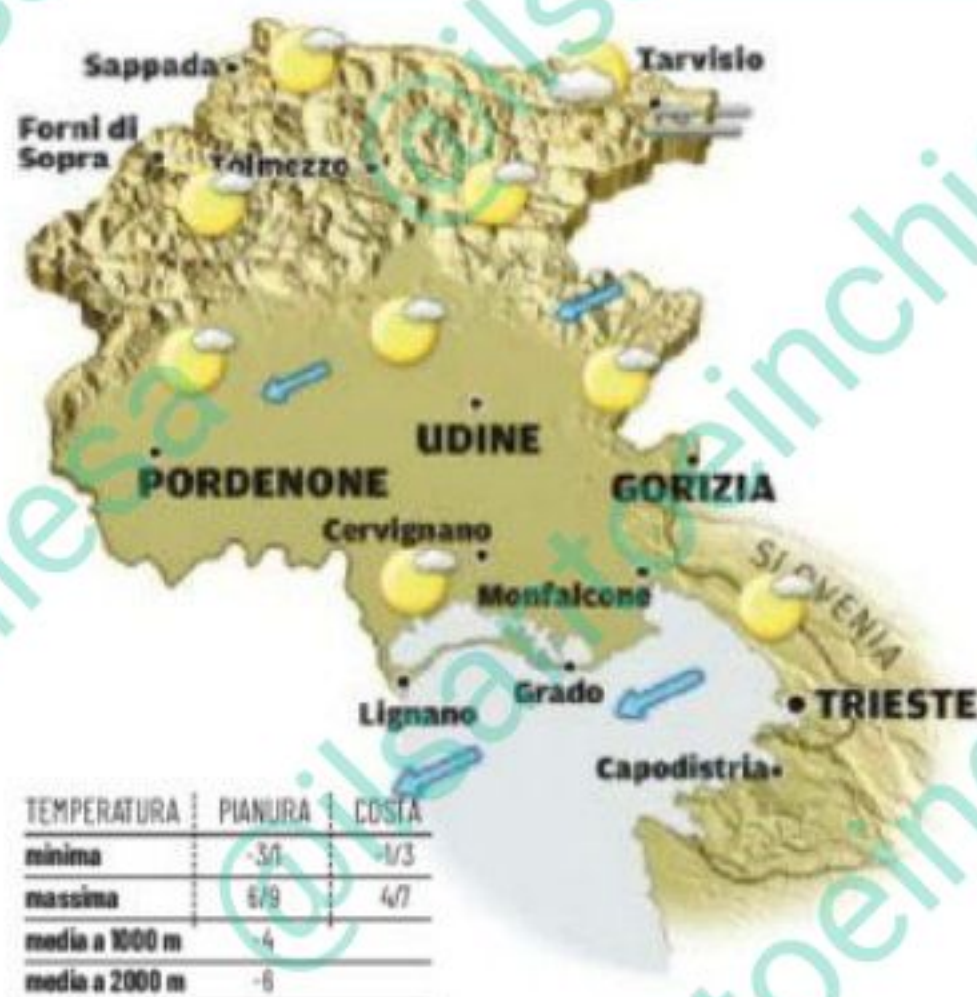 Sappada
Tarvisio
Forni di
Sopra
Tolmezzo
UDINE
PORDENONE
GORIZIA
Cervignano
SLOVENIA
Monfalcone
Grado
TRIESTE
Lignano
Capodistria
TEMPERATURA PIANURA COSTA
minima -3/1 -1/3
massima 6/9 4/7
media a 1000 m -4
media a 2000 m -6